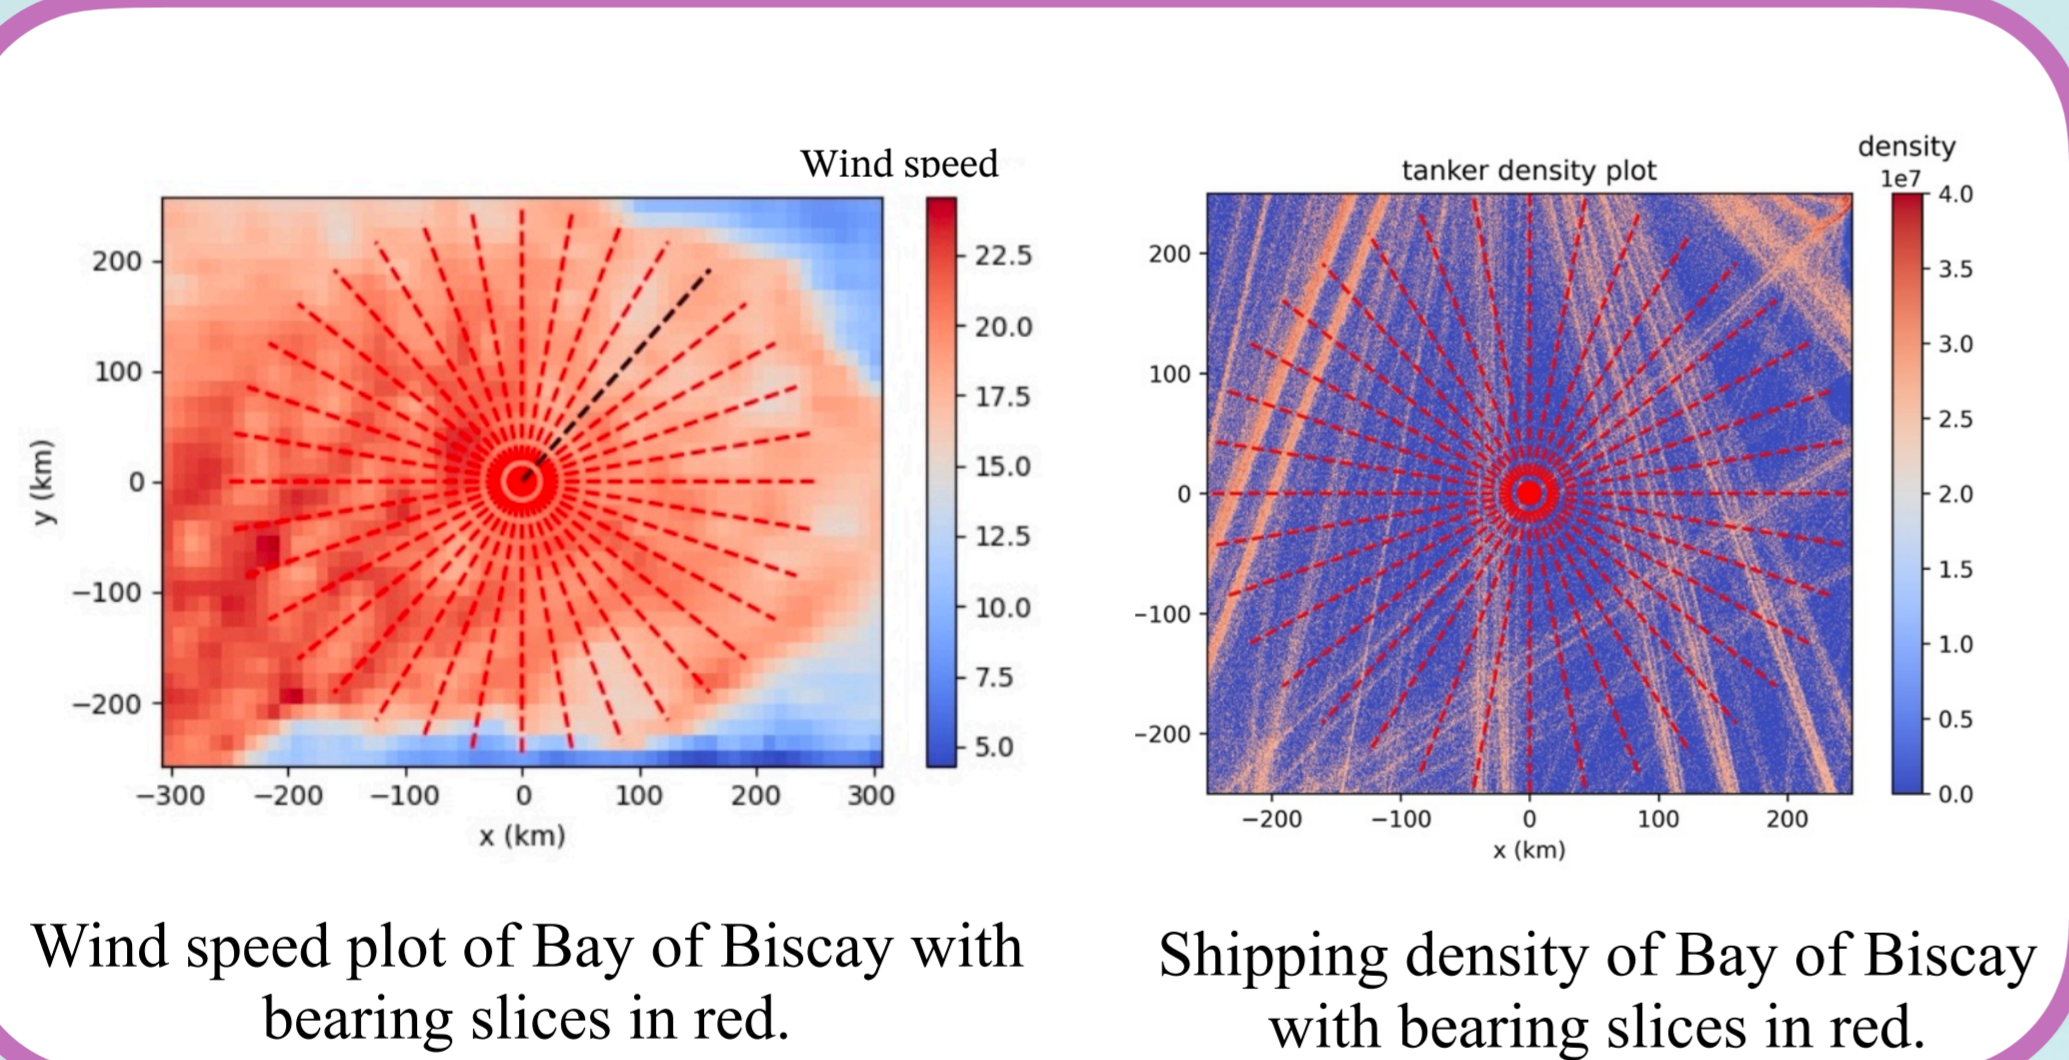 Wind speed
22.5
20.0
17.5
15.0
12.5
10.0
7.5
5.0
200
100
0
−100
−200
y (km)
−300 −200 −100 0 100 200 300
x (km)
Wind speed plot of Bay of Biscay with
bearing slices in red.
tanker density plot
density
1e7
4.0
3.5
3.0
2.5
2.0
1.5
1.0
0.5
0.0
200
100
0
−100
−200
−200 −100 0 100 200
x (km)
Shipping density of Bay of Biscay
with bearing slices in red.